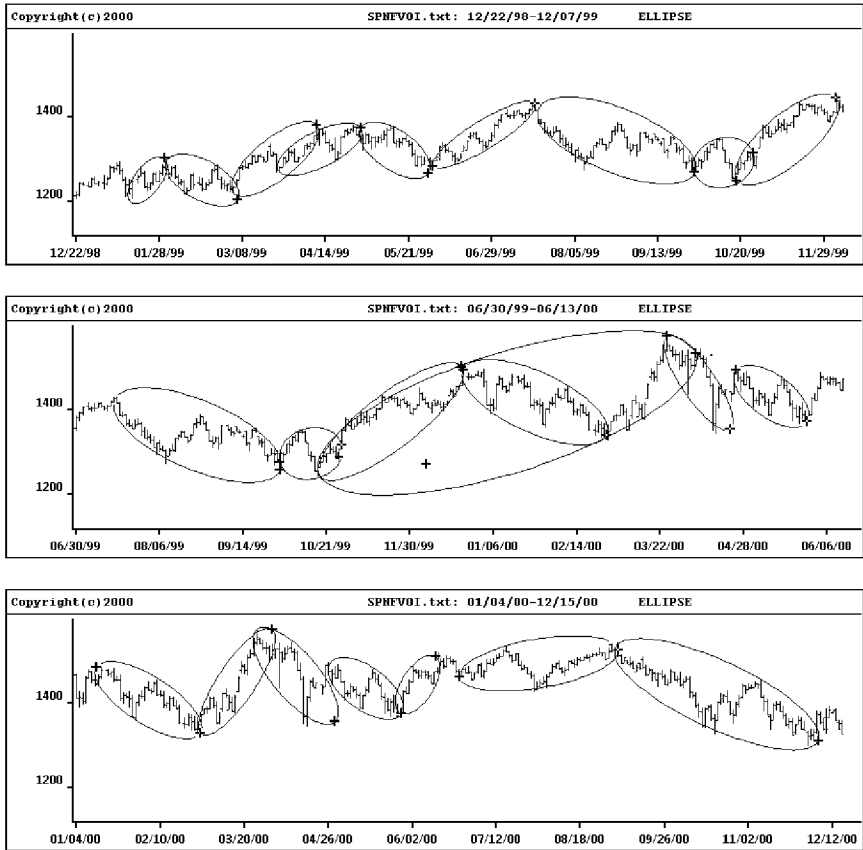 Copyright(c)2000 SPNFVOI.txt: 12/22/98-12/07/99 ELLIPSE
1400
1200
12/22/98 01/28/99 03/08/99 04/14/99 05/21/99 06/29/99 08/05/99 09/13/99 10/20/99 11/29/99
Copyright(c)2000 SPNFVOI.txt: 06/30/99-06/13/00 ELLIPSE
1400
1200
06/30/99 08/06/99 09/14/99 10/21/99 11/30/99 01/06/00 02/14/00 03/22/00 04/28/00 06/06/00
Copyright(c)2000 SPNFVOI.txt: 01/04/00-12/15/00 ELLIPSE
1400
1200
01/04/00 02/10/00 03/20/00 04/26/00 06/02/00 07/12/00 08/18/00 09/26/00 11/02/00 12/12/00